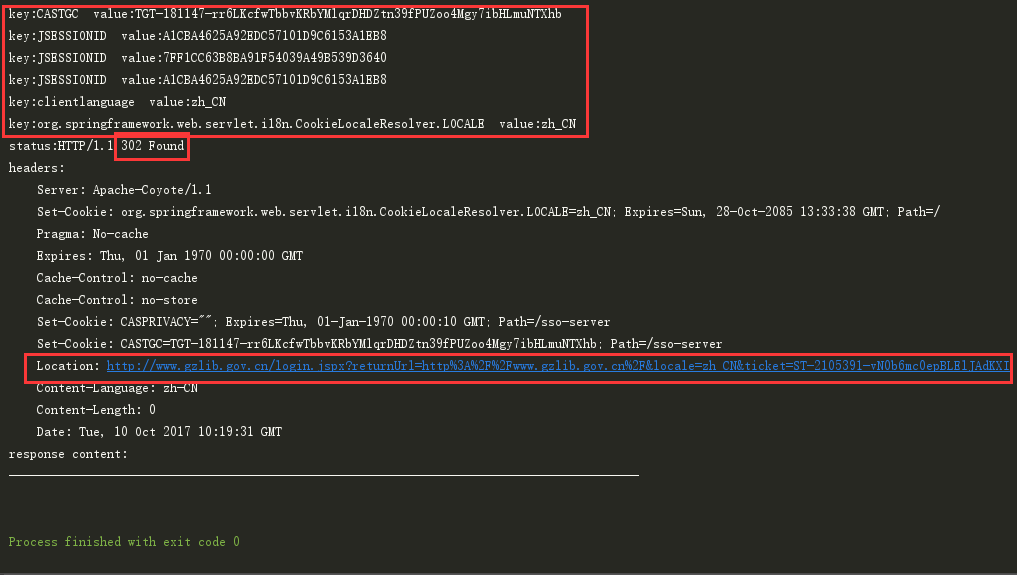 key:CASTGC  value:TGT-181147-rr6LKcfwTbbvKRbYMlqrDHDZtn39fPUZoo4Mgy7ibHLmuNTXhb
key:JSESSIONID  value:A1CBA4625A92EDC57101D9C6153A1EB8
key:JSESSIONID  value:7FF1CC63B8BA91F54039A49B539D3640
key:JSESSIONID  value:A1CBA4625A92EDC57101D9C6153A1EB8
key:clientlanguage  value:zh_CN
key:org.springframework.web.servlet.i18n.CookieLocaleResolver.LOCALE  value:zh_CN
status:HTTP/1.1 302 Found
headers:
Server: Apache-Coyote/1.1
Set-Cookie: org.springframework.web.servlet.i18n.CookieLocaleResolver.LOCALE=zh_CN; Expires=Sun, 28-Oct-2085 13:33:38 GMT; Path=/
Pragma: No-cache
Expires: Thu, 01 Jan 1970 00:00:00 GMT
Cache-Control: no-cache
Cache-Control: no-store
Set-Cookie: CASPRIVACY=""; Expires=Thu, 01-Jan-1970 00:00:10 GMT; Path=/sso-server
Set-Cookie: CASTGC=TGT-181147-rr6LKcfwTbbvKRbYMlqrDHDZtn39fPUZoo4Mgy7ibHLmuNTXhb; Path=/sso-server
Location: http://www.gzlib.gov.cn/login.jspx?returnUrl=http%3A%2F%2Fwww.gzlib.gov.cn%2F&locale=zh_CN&ticket=ST-2105391-vN0b6mc0epBLElJAdKXI
Content-Language: zh-CN
Content-Length: 0
Date: Tue, 10 Oct 2017 10:19:31 GMT
response content:
Process finished with exit code 0